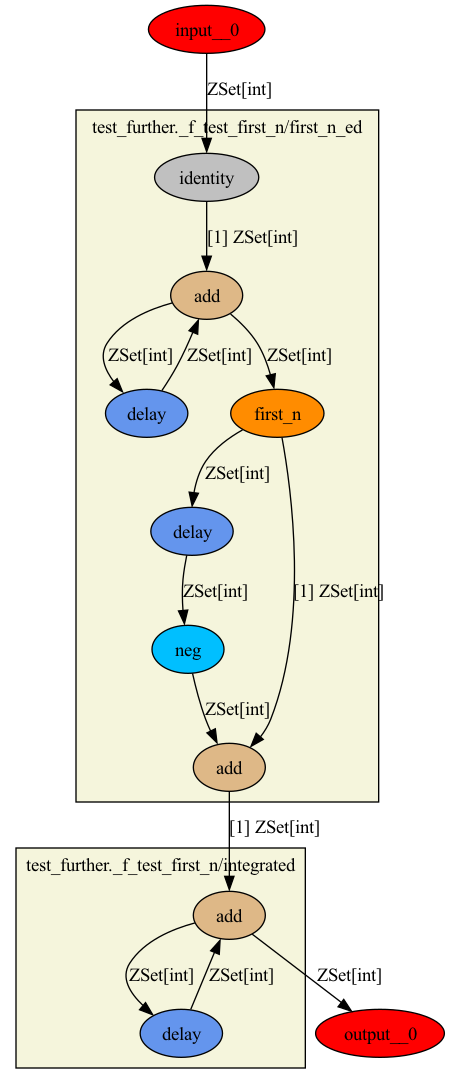 input__0
ZSet[int]
test_further._f_test_first_n/first_n_ed
identity
[1] ZSet[int]
add
ZSet[int] ZSet[int] ZSet[int]
delay first_n
ZSet[int]
delay
ZSet[int] [1] ZSet[int]
neg
ZSet[int]
add
[1] ZSet[int]
test_further._f_test_first_n/integrated
add
ZSet[int] ZSet[int] ZSet[int]
delay output__0